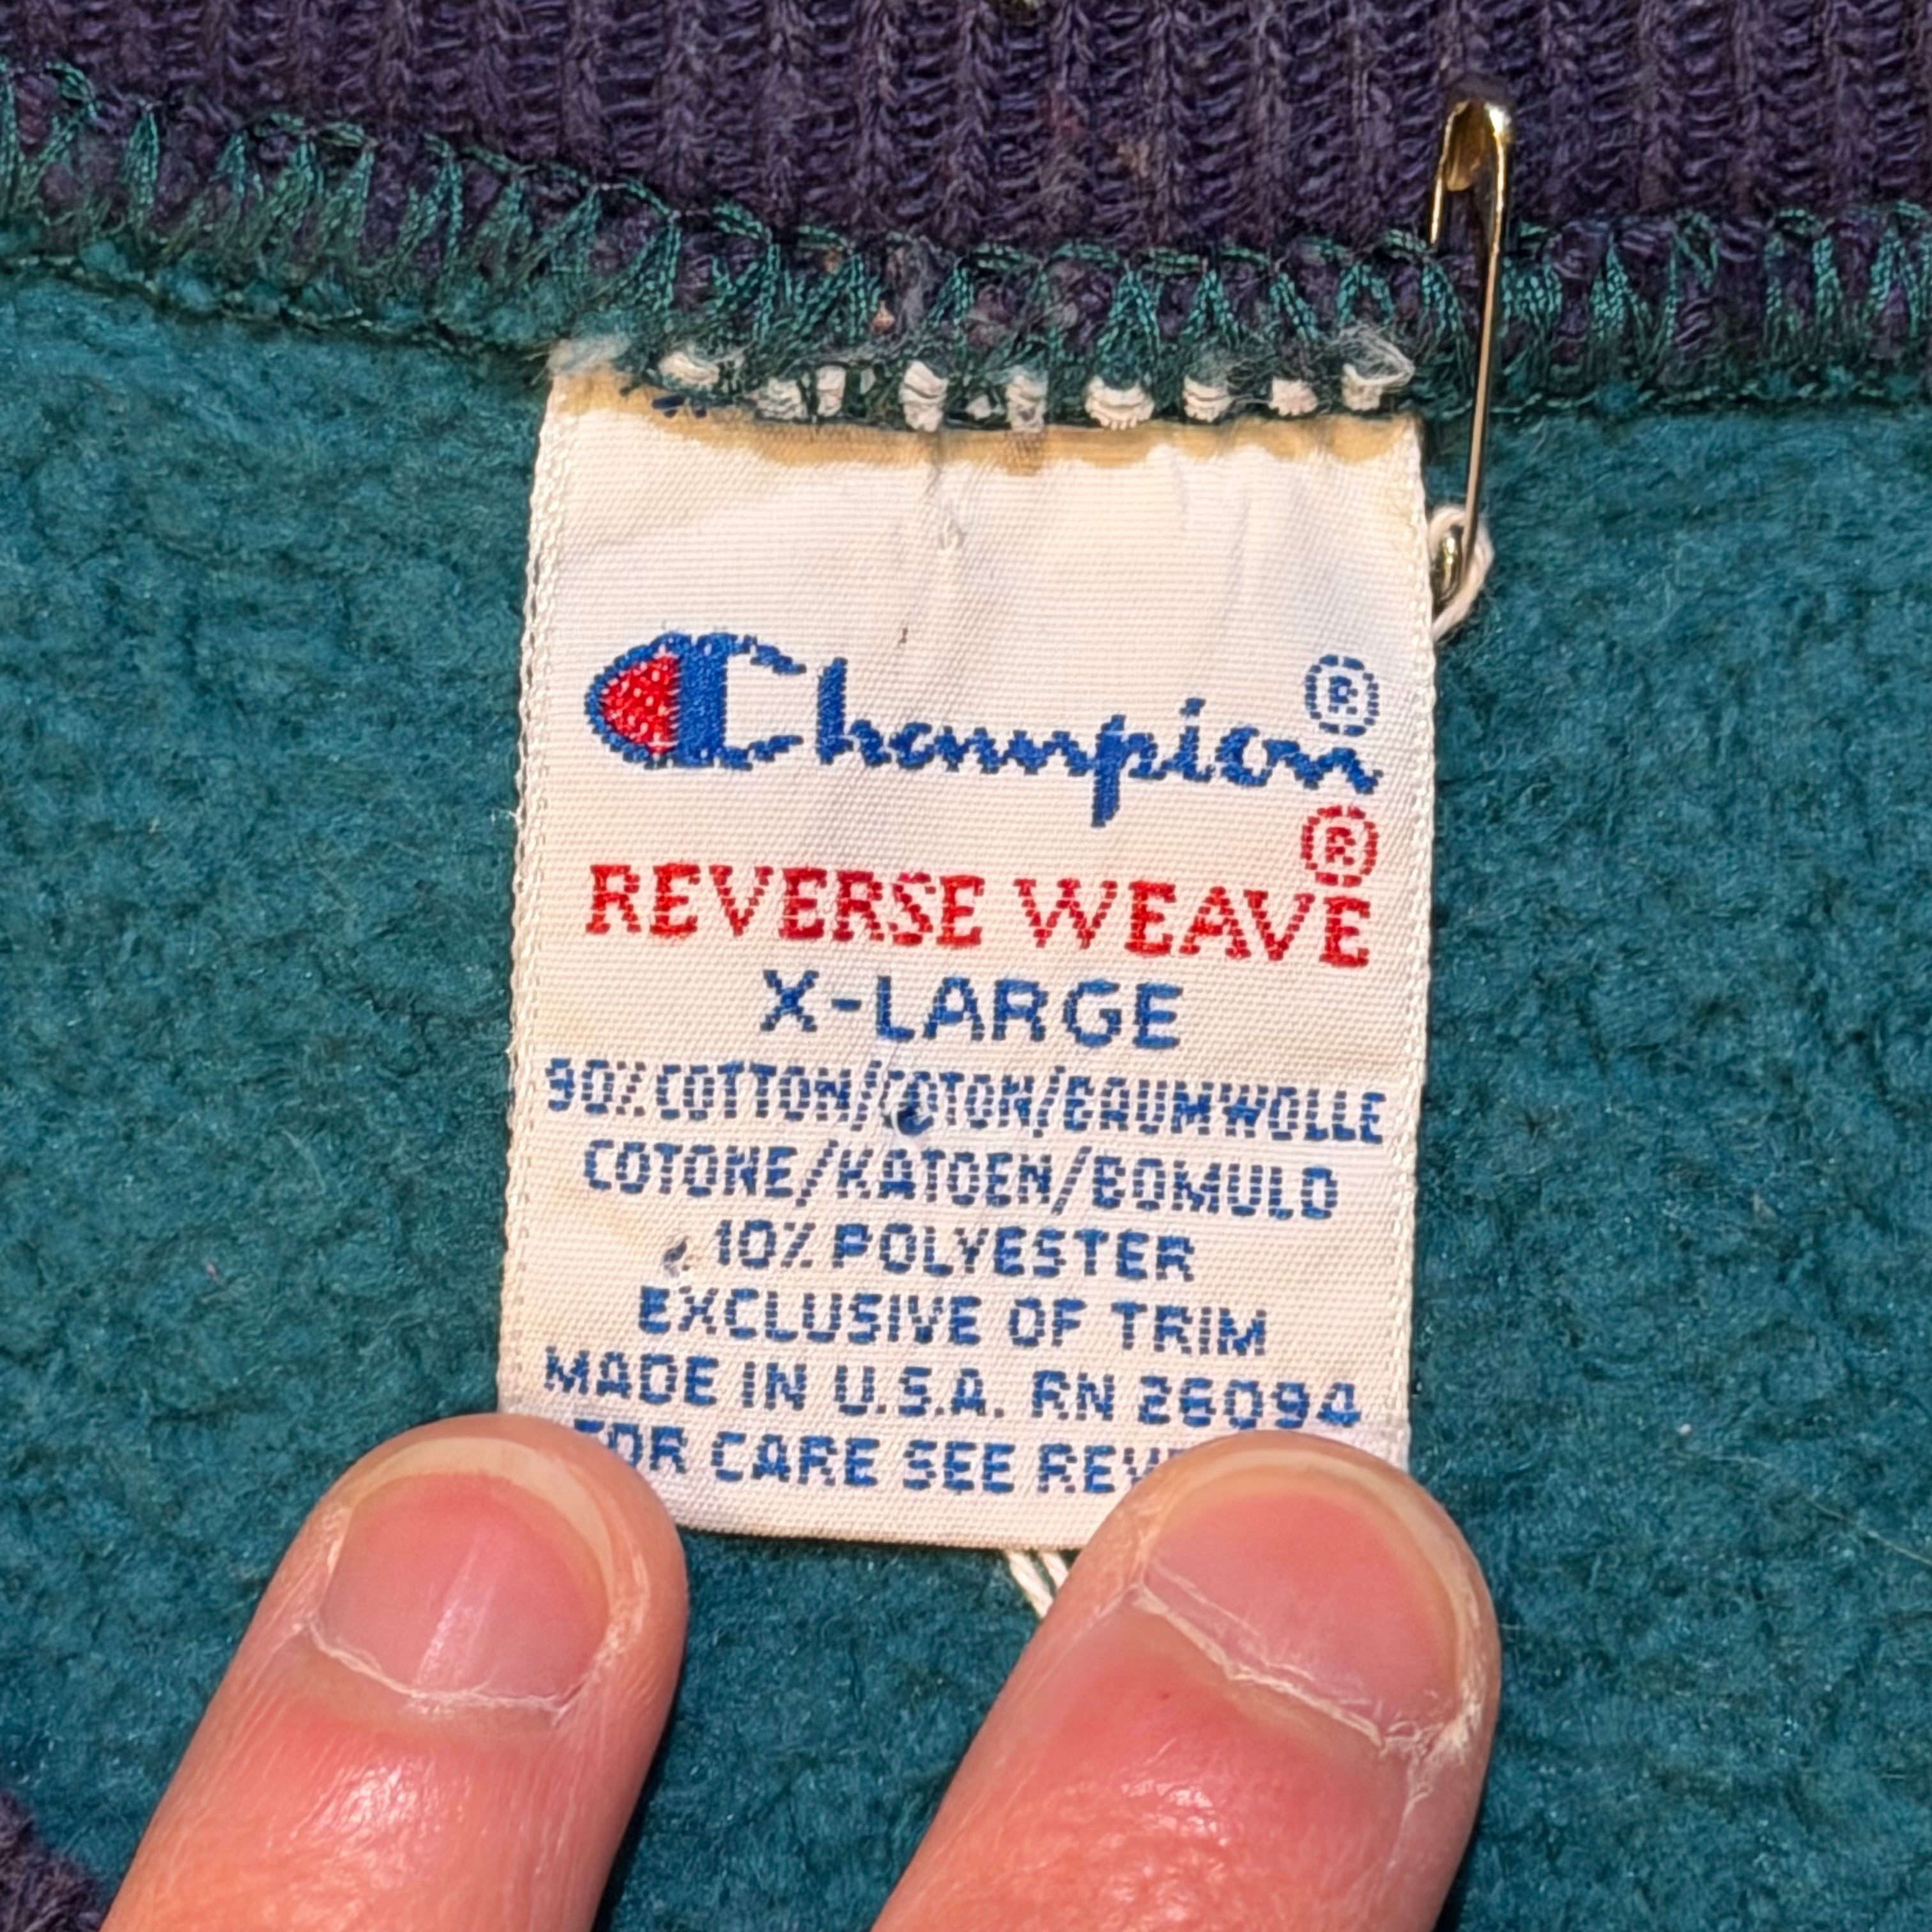 Champion®
REVERSE WEAVE®
X-LARGE
90% COTTON/COTON/BAUMWOLLE
COTONE/KATOEN/BOMULD
10% POLYESTER
EXCLUSIVE OF TRIM
MADE IN U.S.A. RN 26094
FOR CARE SEE REV